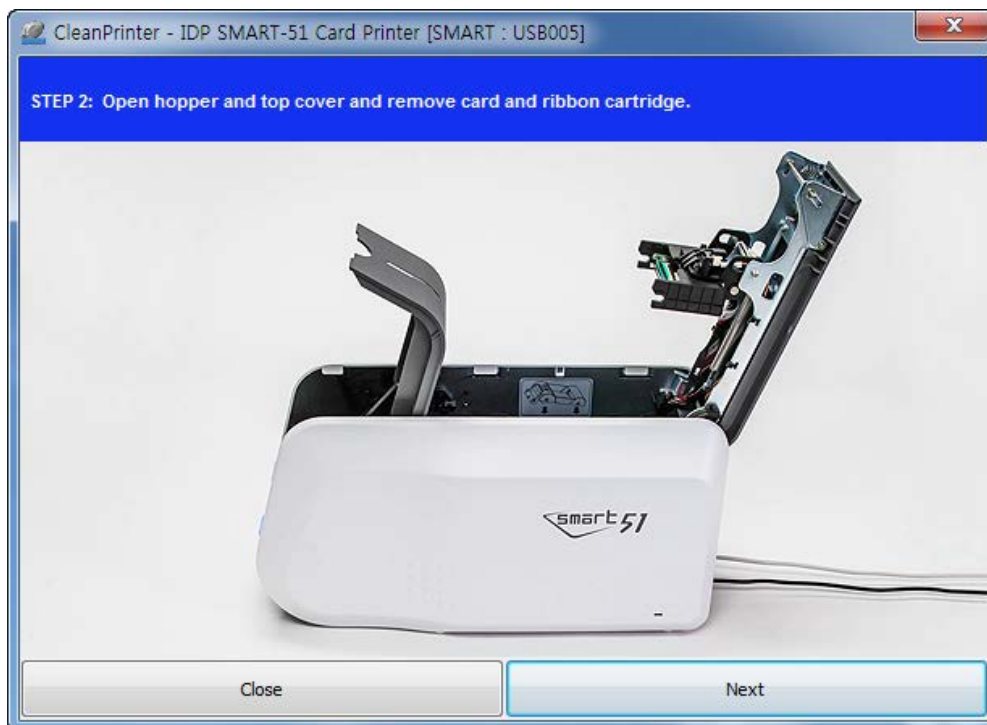 CleanPrinter - IDP SMART-51 Card Printer [SMART : USB005]
STEP 2: Open hopper and top cover and remove card and ribbon cartridge.
smart 51
Close
Next